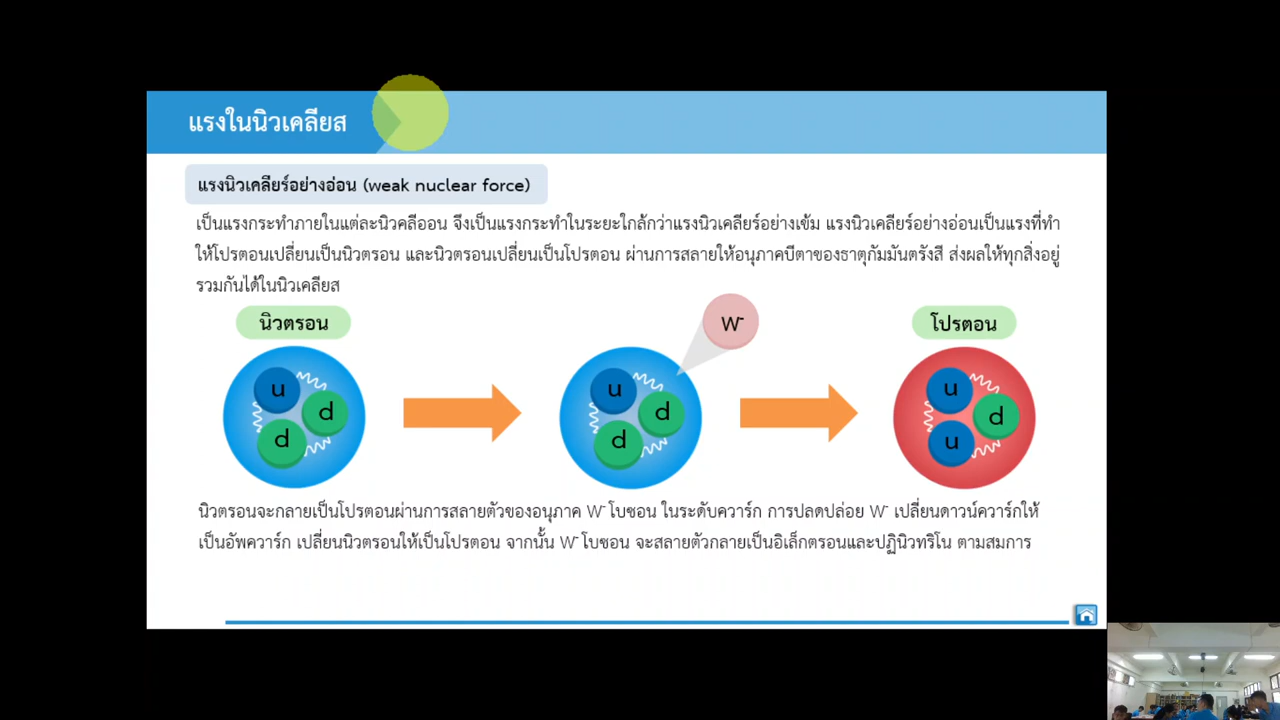 แรงในนิวเคลียส
แรงนิวเคลียร์อย่างอ่อน (weak nuclear force)
เป็นแรงกระทำภายในแต่ละนิวคลีออน จึงเป็นแรงกระทำในระยะใกล้กว่าแรงนิวเคลียร์อย่างเข้ม แรงนิวเคลียร์อย่างอ่อนเป็นแรงที่ทำ
ให้โปรตอนเปลี่ยนเป็นนิวตรอน และนิวตรอนเปลี่ยนเป็นโปรตอน ผ่านการสลายให้อนุภาคบีตาของธาตุกัมมันตรังสี ส่งผลให้ทุกสิ่งอยู่
รวมกันได้ในนิวเคลียส
นิวตรอน
W⁻
โปรตอน
u
d
d
u
d
d
u
d
u
นิวตรอนจะกลายเป็นโปรตอนผ่านการสลายตัวของอนุภาค W⁻ โบซอน ในระดับควาร์ก การปลดปล่อย W⁻ เปลี่ยนดาวน์ควาร์กให้
เป็นอัพควาร์ก เปลี่ยนนิวตรอนให้เป็นโปรตอน จากนั้น W⁻ โบซอน จะสลายตัวกลายเป็นอิเล็กตรอนและปฏินิวทริโน ตามสมการ